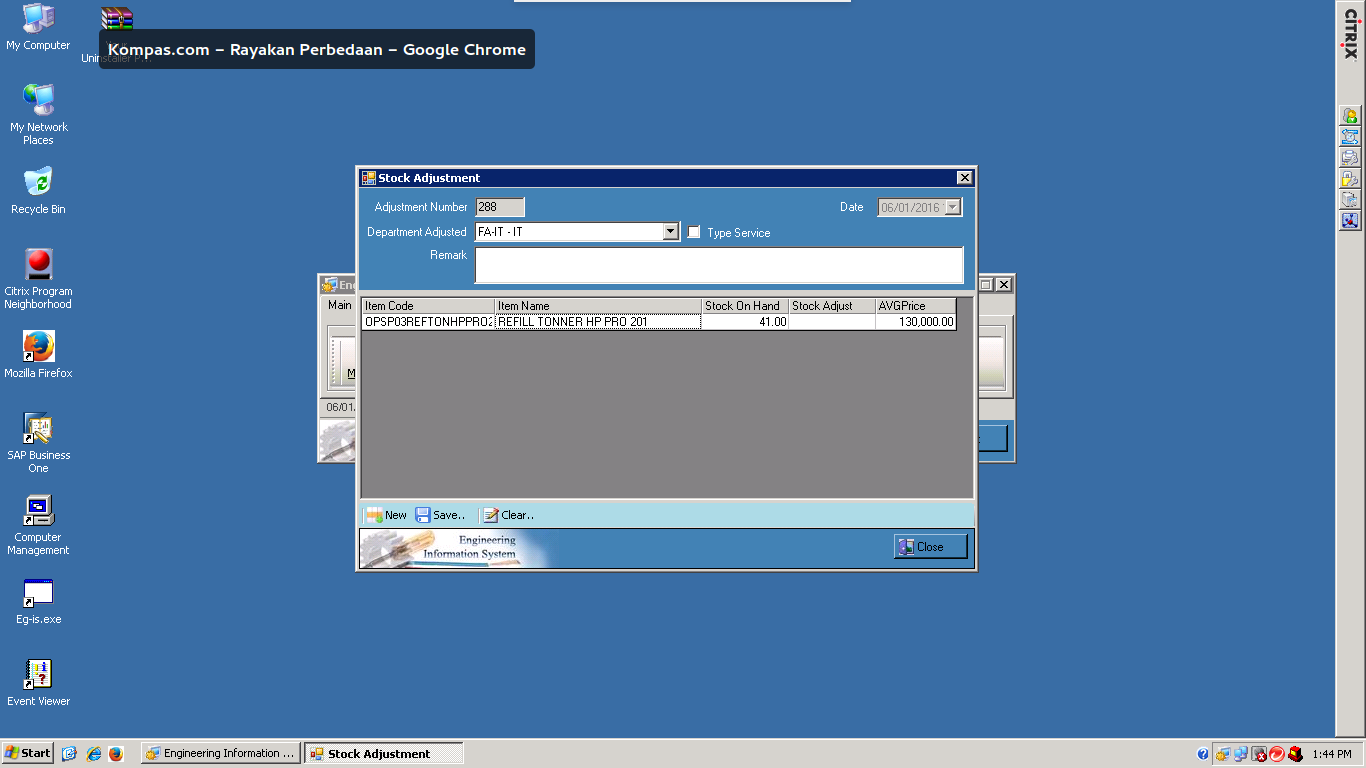 My Computer
Uninstaller P...
Kompas.com – Rayakan Perbedaan – Google Chrome
CITRIX
My Network
Places
Recycle Bin
Citrix Program
Neighborhood
Mozilla Firefox
SAP Business
One
Computer
Management
Eg-is.exe
Event Viewer
Main
06/01
Stock Adjustment
Adjustment Number 288 Date 06/01/2016
Department Adjusted FA-IT - IT Type Service
Remark
Item Code Item Name Stock On Hand Stock Adjust AVGPrice
OPSP03REFTONHPPRO2 REFILL TONNER HP PRO 201 41.00 130,000.00
New Save.. Clear..
Engineering
Information System
Close
Start Engineering Information ... Stock Adjustment 1:44 PM